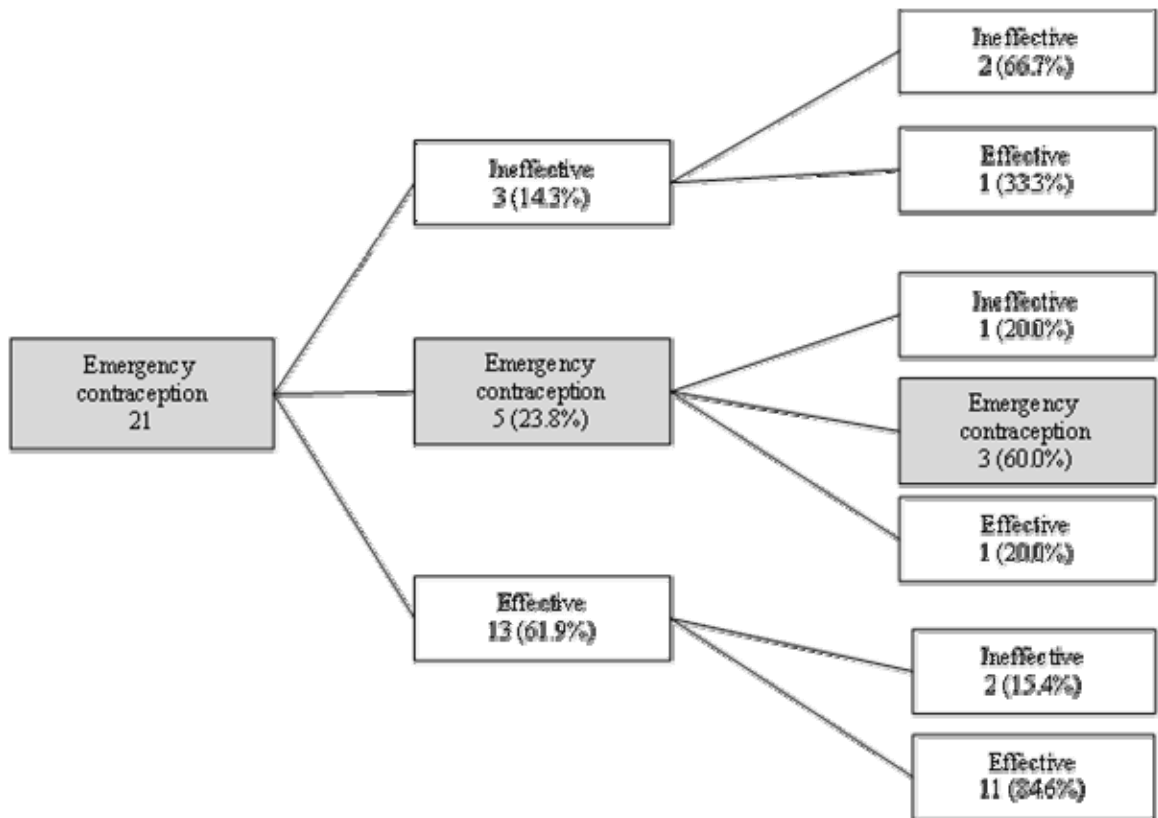 Emergency
contraception
21
Ineffective
3 (14.3%)
Emergency
contraception
5 (23.8%)
Effective
13 (61.9%)
Ineffective
2 (66.7%)
Effective
1 (33.3%)
Ineffective
1 (20.0%)
Emergency
contraception
3 (60.0%)
Effective
1 (20.0%)
Ineffective
2 (15.4%)
Effective
11 (84.6%)